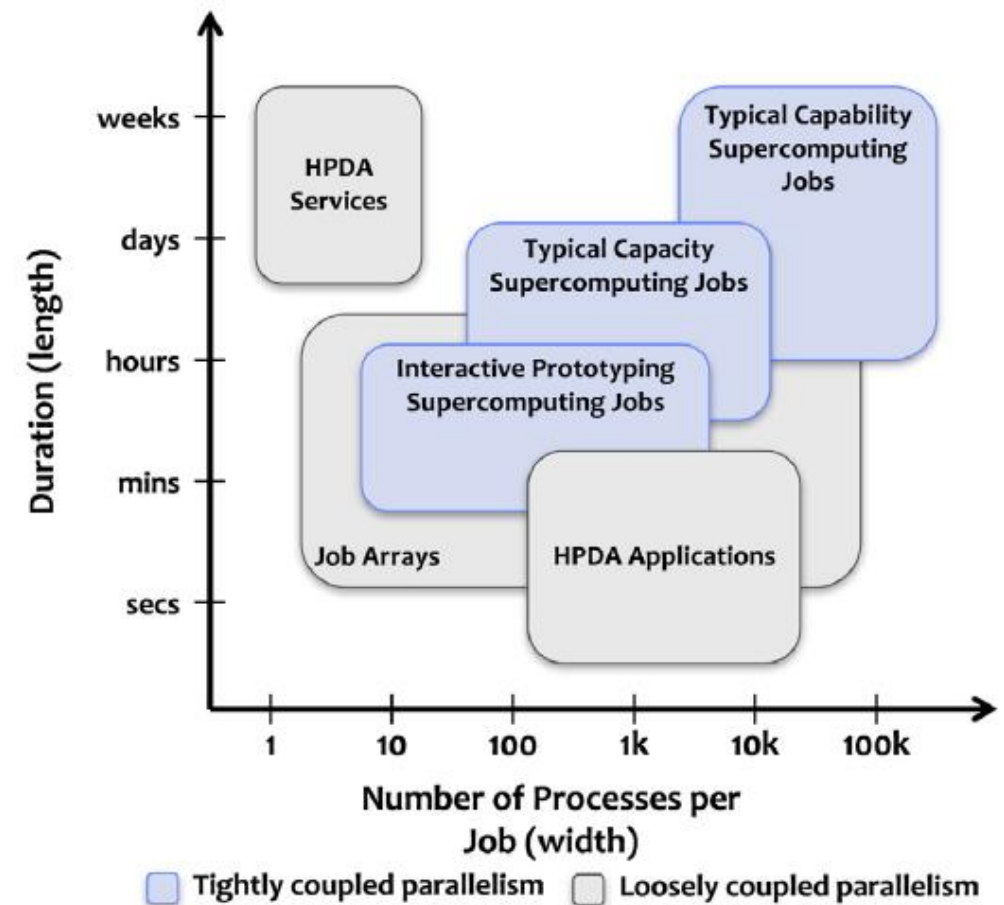 weeks
days
hours
mins
secs
Duration (length)
HPDA
Services
Typical Capability
Supercomputing
Jobs
Typical Capacity
Supercomputing Jobs
Interactive Prototyping
Supercomputing Jobs
Job Arrays
HPDA Applications
1
10
100
1k
10k
100k
Number of Processes per
Job (width)
Tightly coupled parallelism
Loosely coupled parallelism